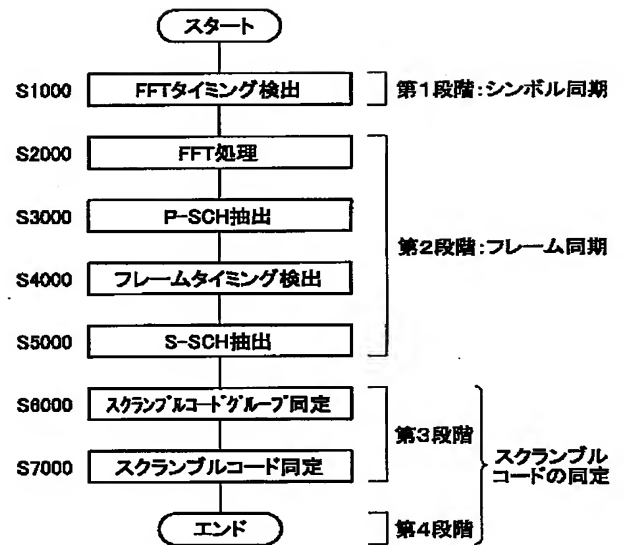 スタート
S1000 FFTタイミング検出 第1段階:シンボル同期
S2000 FFT処理
S3000 P-SCH抽出
第2段階:フレーム同期
S4000 フレームタイミング検出
S5000 S-SCH抽出
S6000 スクランブルコードグループ同定
第3段階
S7000 スクランブルコード同定
スクランブル
コードの同定
エンド 第4段階